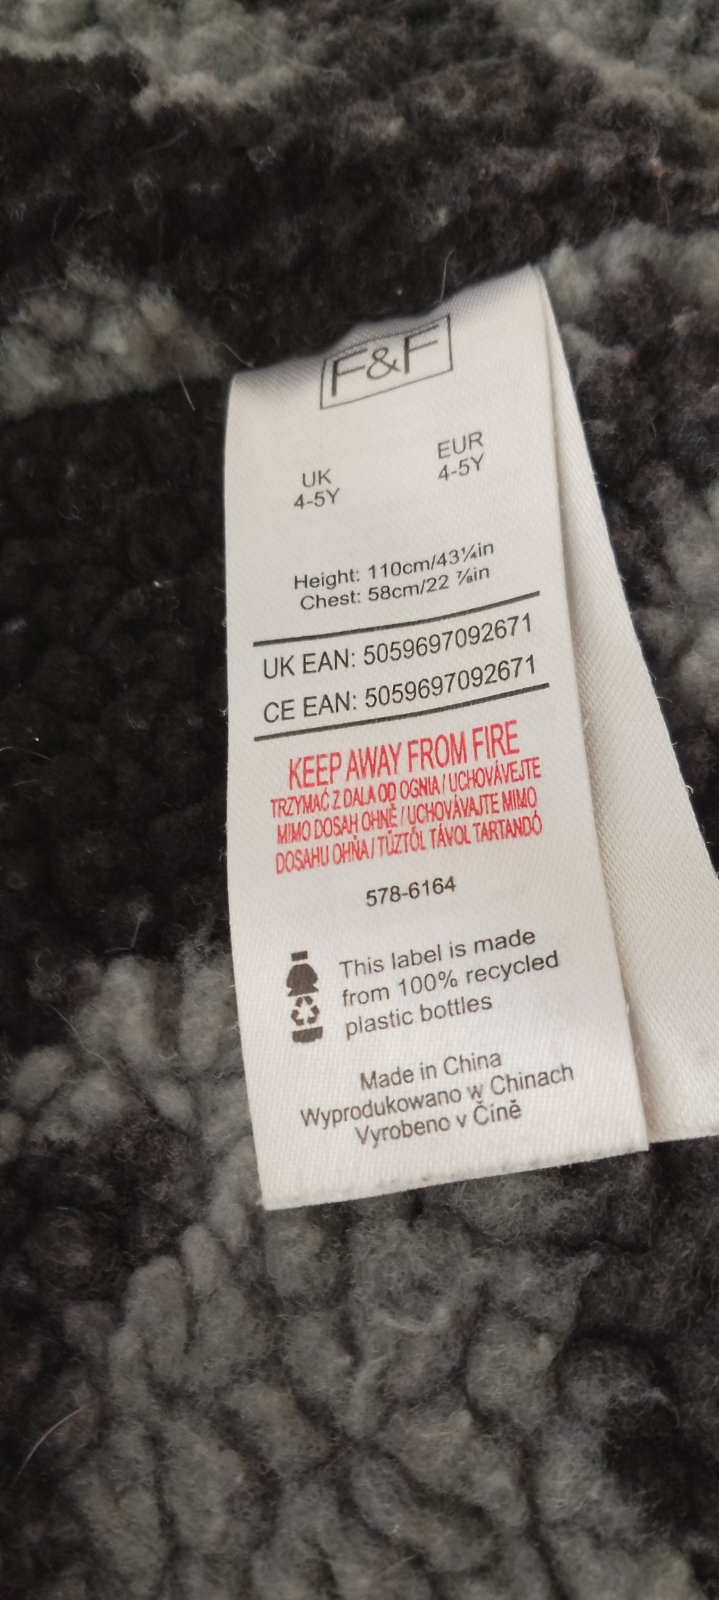 F&F
UK
4-5Y
EUR
4-5Y
Height: 110cm/43¼in
Chest: 58cm/22 ⅞in
UK EAN: 5059697092671
CE EAN: 5059697092671
KEEP AWAY FROM FIRE
TRZYMAĆ Z DALA OD OGNIA / UCHOVÁVEJTE
MIMO DOSAH OHNĚ / UCHOVÁVAJTE MIMO
DOSAHU OHŇA / TŰZTŐL TÁVOL TARTANDÓ
578-6164
This label is made
from 100% recycled
plastic bottles
Made in China
Wyprodukowano w Chinach
Vyrobeno v Číně